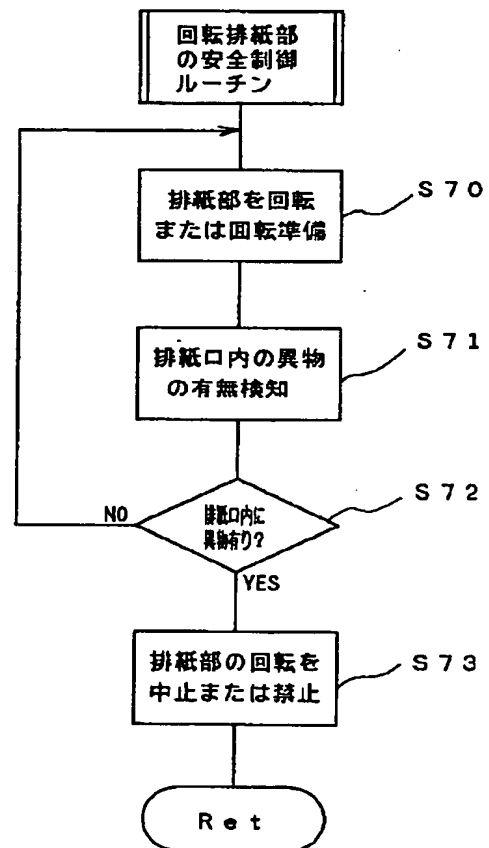 回転排紙部
の安全制御
ルーチン
排紙部を回転
または回転準備
S70
排紙口内の異物
の有無検知
S71
排紙口内に
異物有り?
S72
NO
YES
排紙部の回転を
中止または禁止
S73
Ret